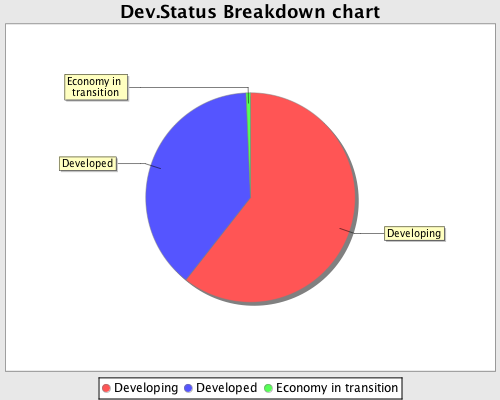 Dev.Status Breakdown chart
Economy in
transition
Developed
Developing
Developing Developed Economy in transition